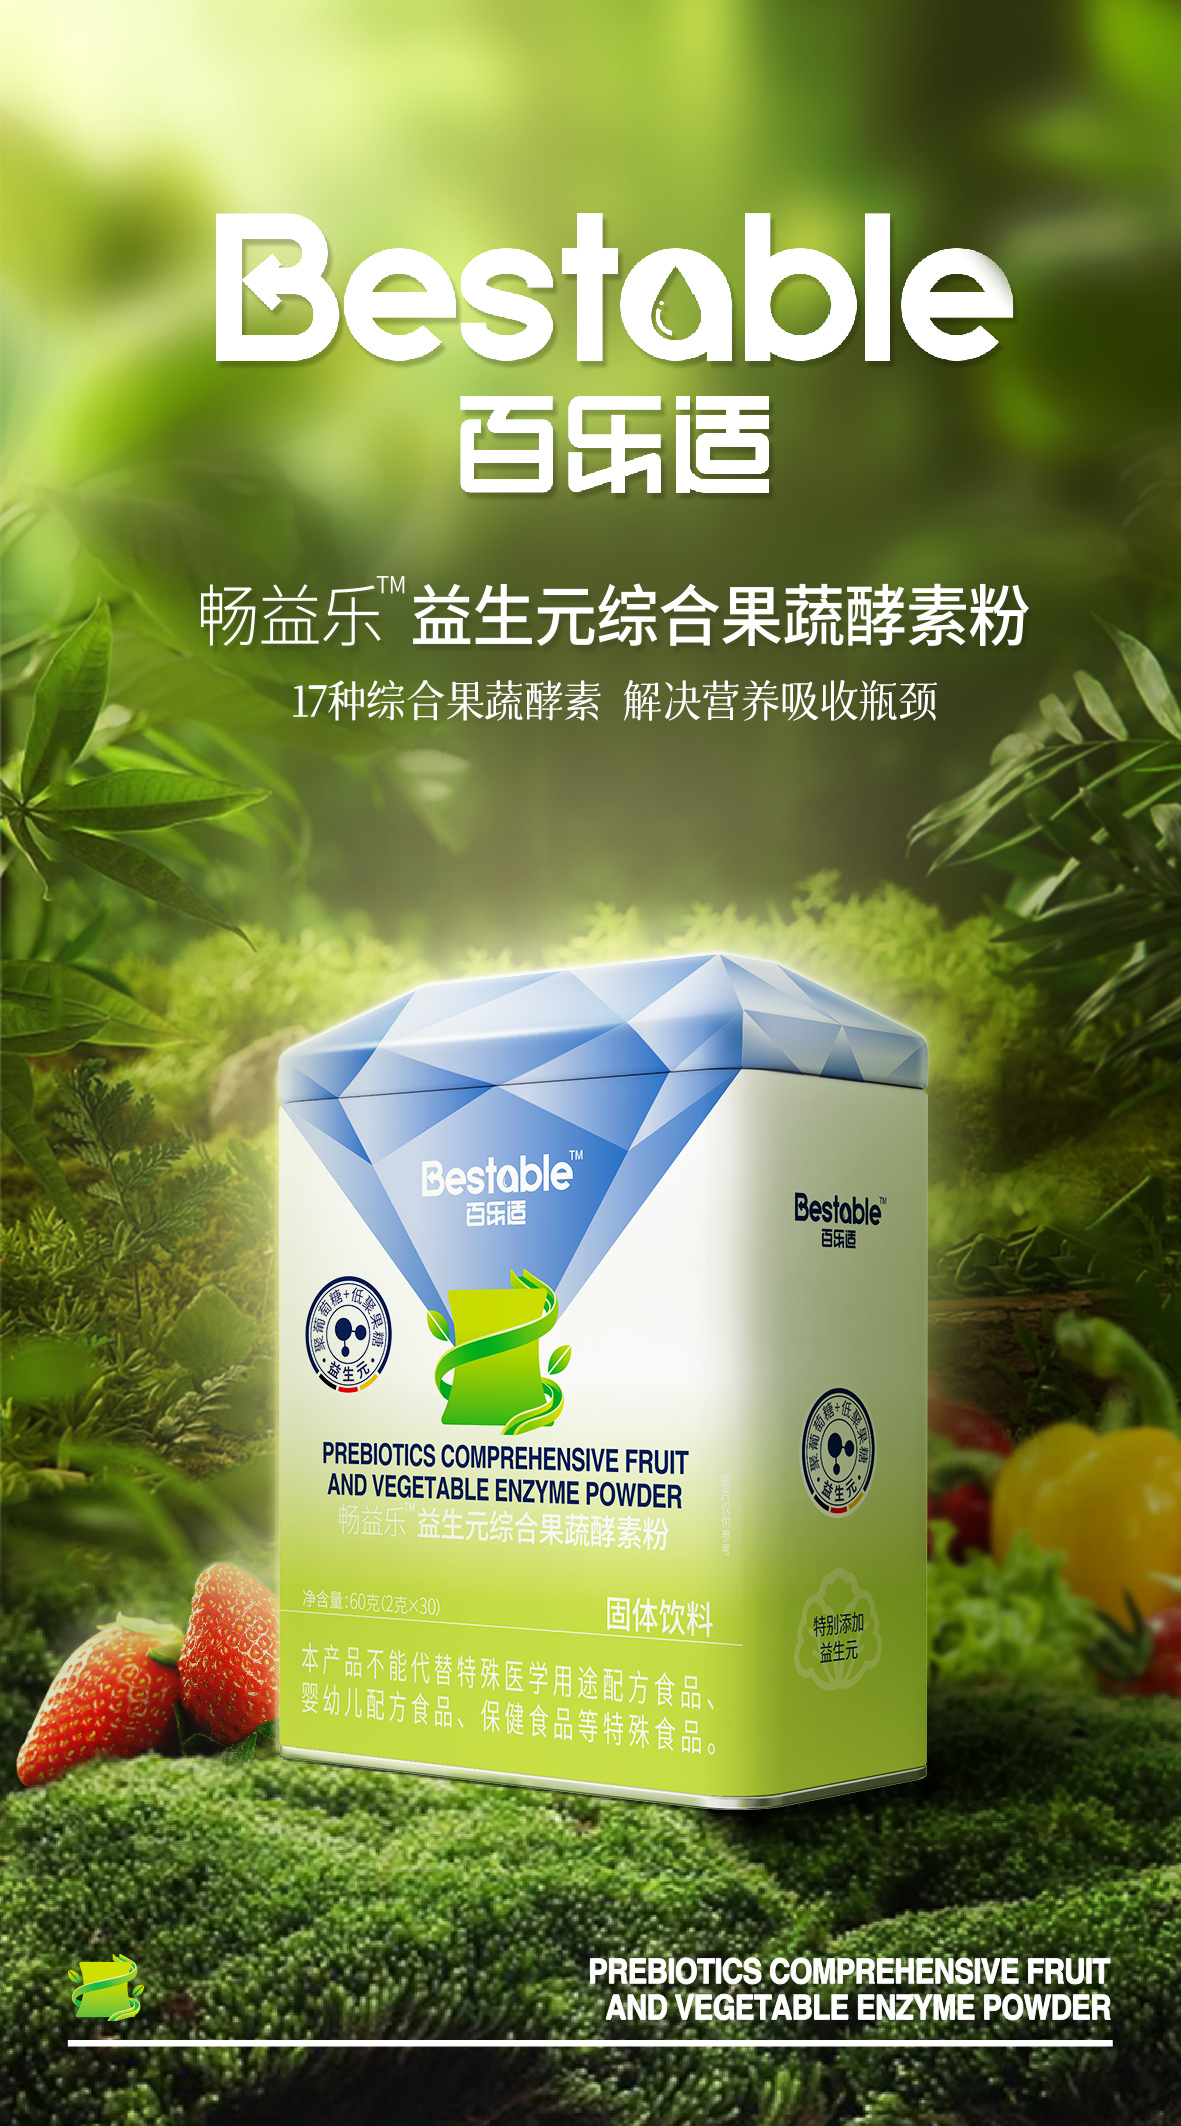 Bestable
百乐适
畅益乐™益生元综合果蔬酵素粉
17种综合果蔬酵素 解决营养吸收瓶颈
Bestable™
百乐适
聚葡萄糖+低聚果糖
·益生元·
PREBIOTICS COMPREHENSIVE FRUIT
AND VEGETABLE ENZYME POWDER
畅益乐™益生元综合果蔬酵素粉
图片仅供参考
净含量:60克(2克×30)
固体饮料
本产品不能代替特殊医学用途配方食品、
婴幼儿配方食品、保健食品等特殊食品。
Bestable™
百乐适
聚葡萄糖+低聚果糖
·益生元·
特别添加
益生元
PREBIOTICS COMPREHENSIVE FRUIT
AND VEGETABLE ENZYME POWDER